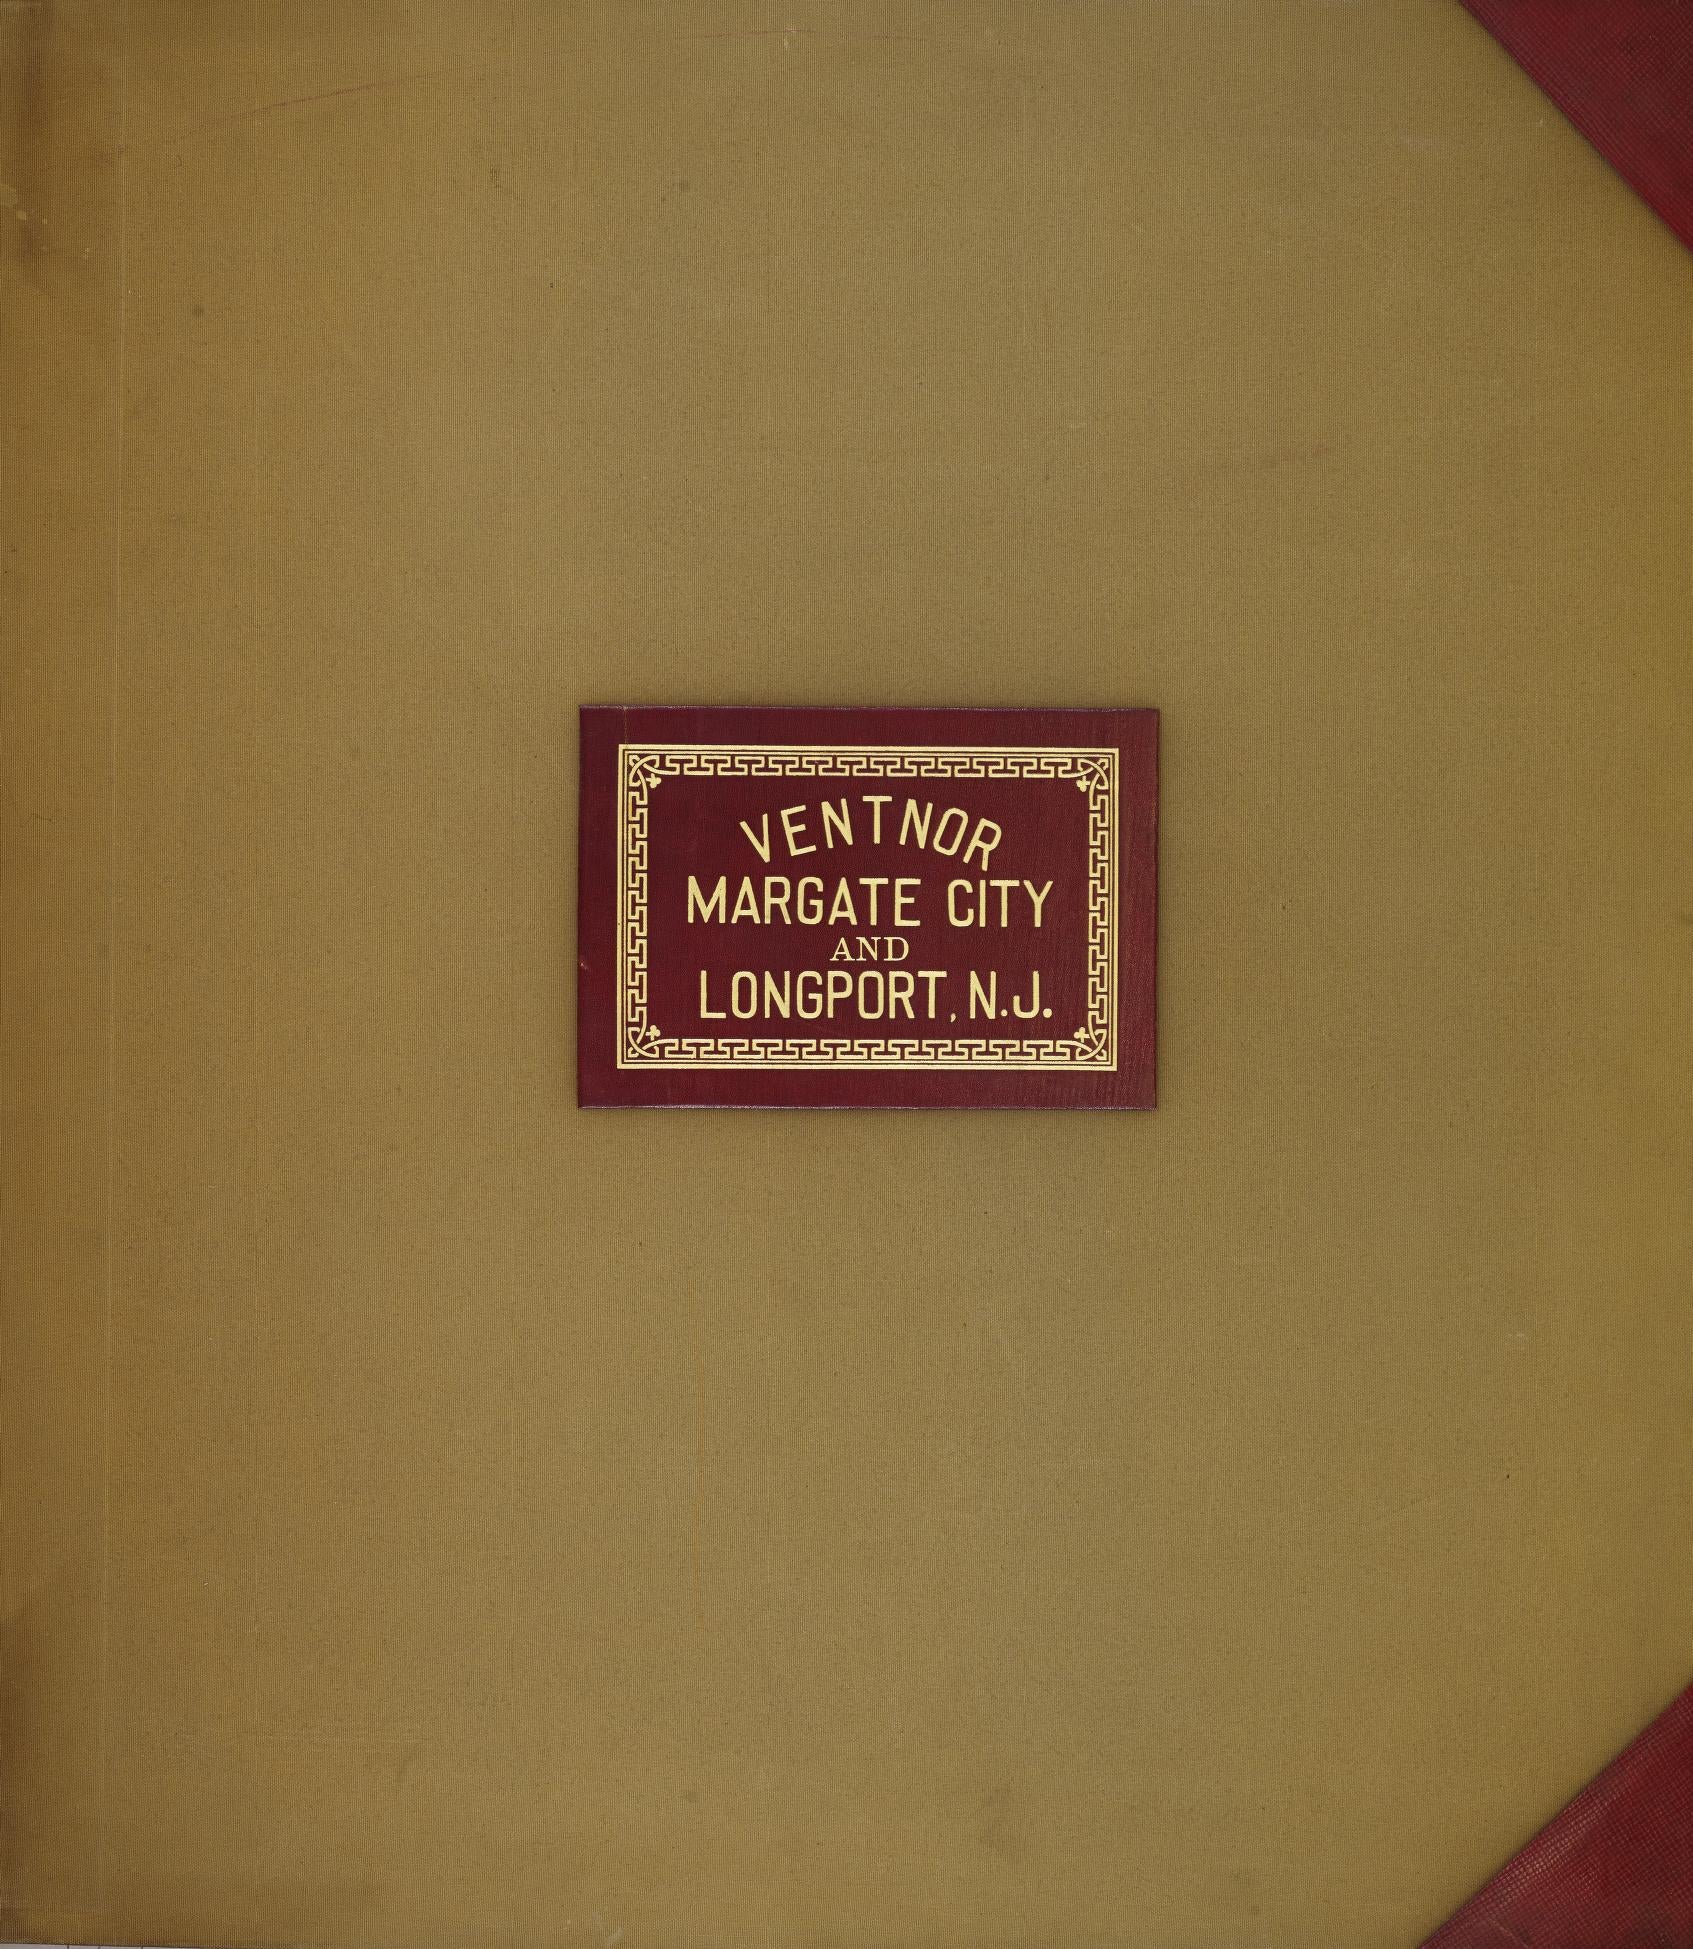 VENTNOR
MARGATE CITY
AND
LONGPORT, N.J.